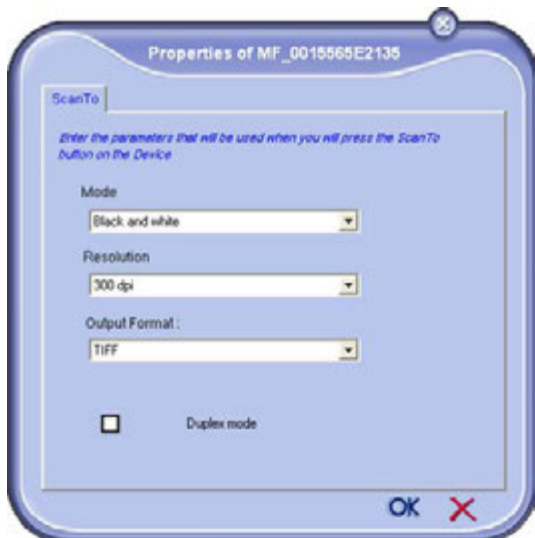 Properties of MF_0015565E2135
ScanTo
Enter the parameters that will be used when you will press the ScanTo
button on the Device
Mode
Black and white
Resolution
300 dpi
Output Format :
TIFF
Duplex mode
OK